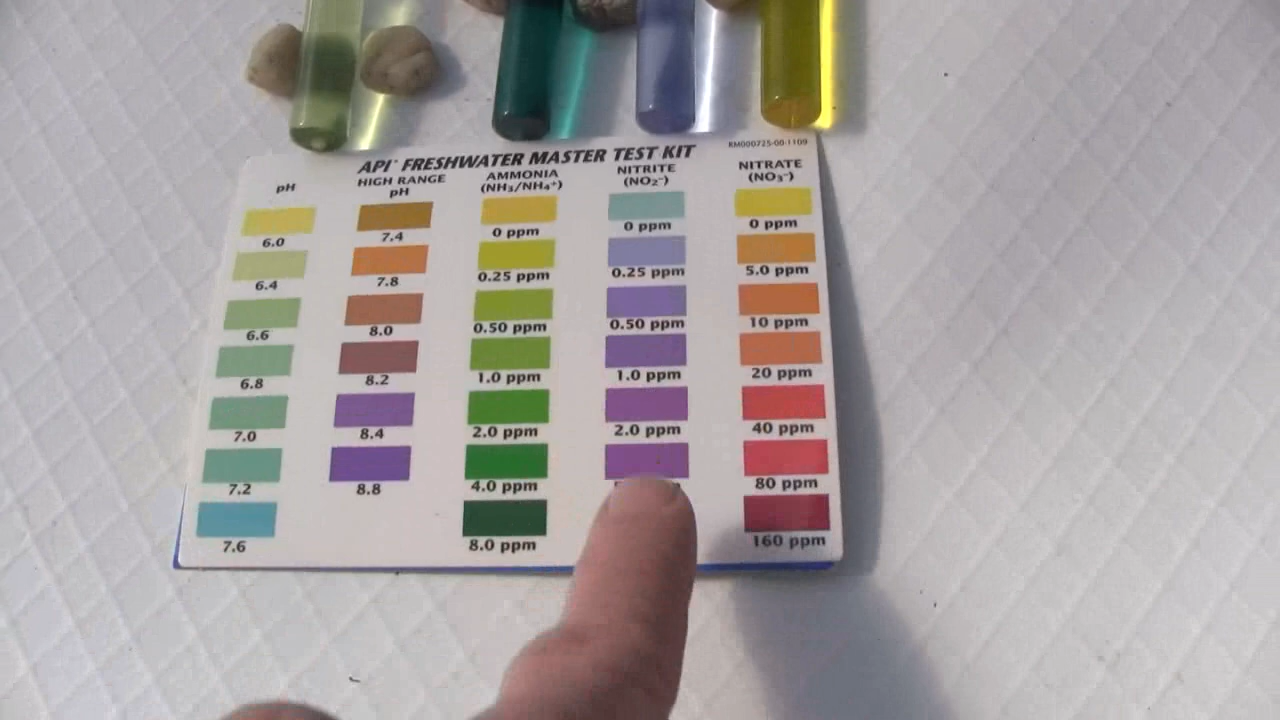 API* FRESHWATER MASTER TEST KIT
RM000725-00-1109
pH
6.0
6.4
6.6
6.8
7.0
7.2
7.6
HIGH RANGE
pH
7.4
7.8
8.0
8.2
8.4
8.8
AMMONIA
(NH₃/NH₄⁺)
0 ppm
0.25 ppm
0.50 ppm
1.0 ppm
2.0 ppm
4.0 ppm
8.0 ppm
NITRITE
(NO₂⁻)
0 ppm
0.25 ppm
0.50 ppm
1.0 ppm
2.0 ppm
NITRATE
(NO₃⁻)
0 ppm
5.0 ppm
10 ppm
20 ppm
40 ppm
80 ppm
160 ppm